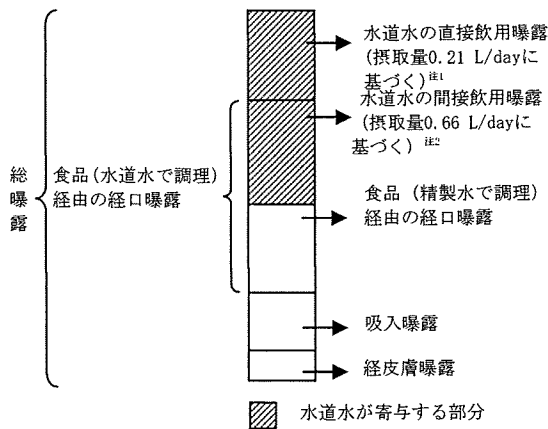 水道水の直接飲用曝露
(摂取量0.21 L/dayに
基づく)注1
水道水の間接飲用曝露
(摂取量0.66 L/dayに
基づく) 注2
総
曝
露
食品(水道水で調理)
経由の経口曝露
食品(精製水で調理)
経由の経口曝露
吸入曝露
経皮膚曝露
水道水が寄与する部分